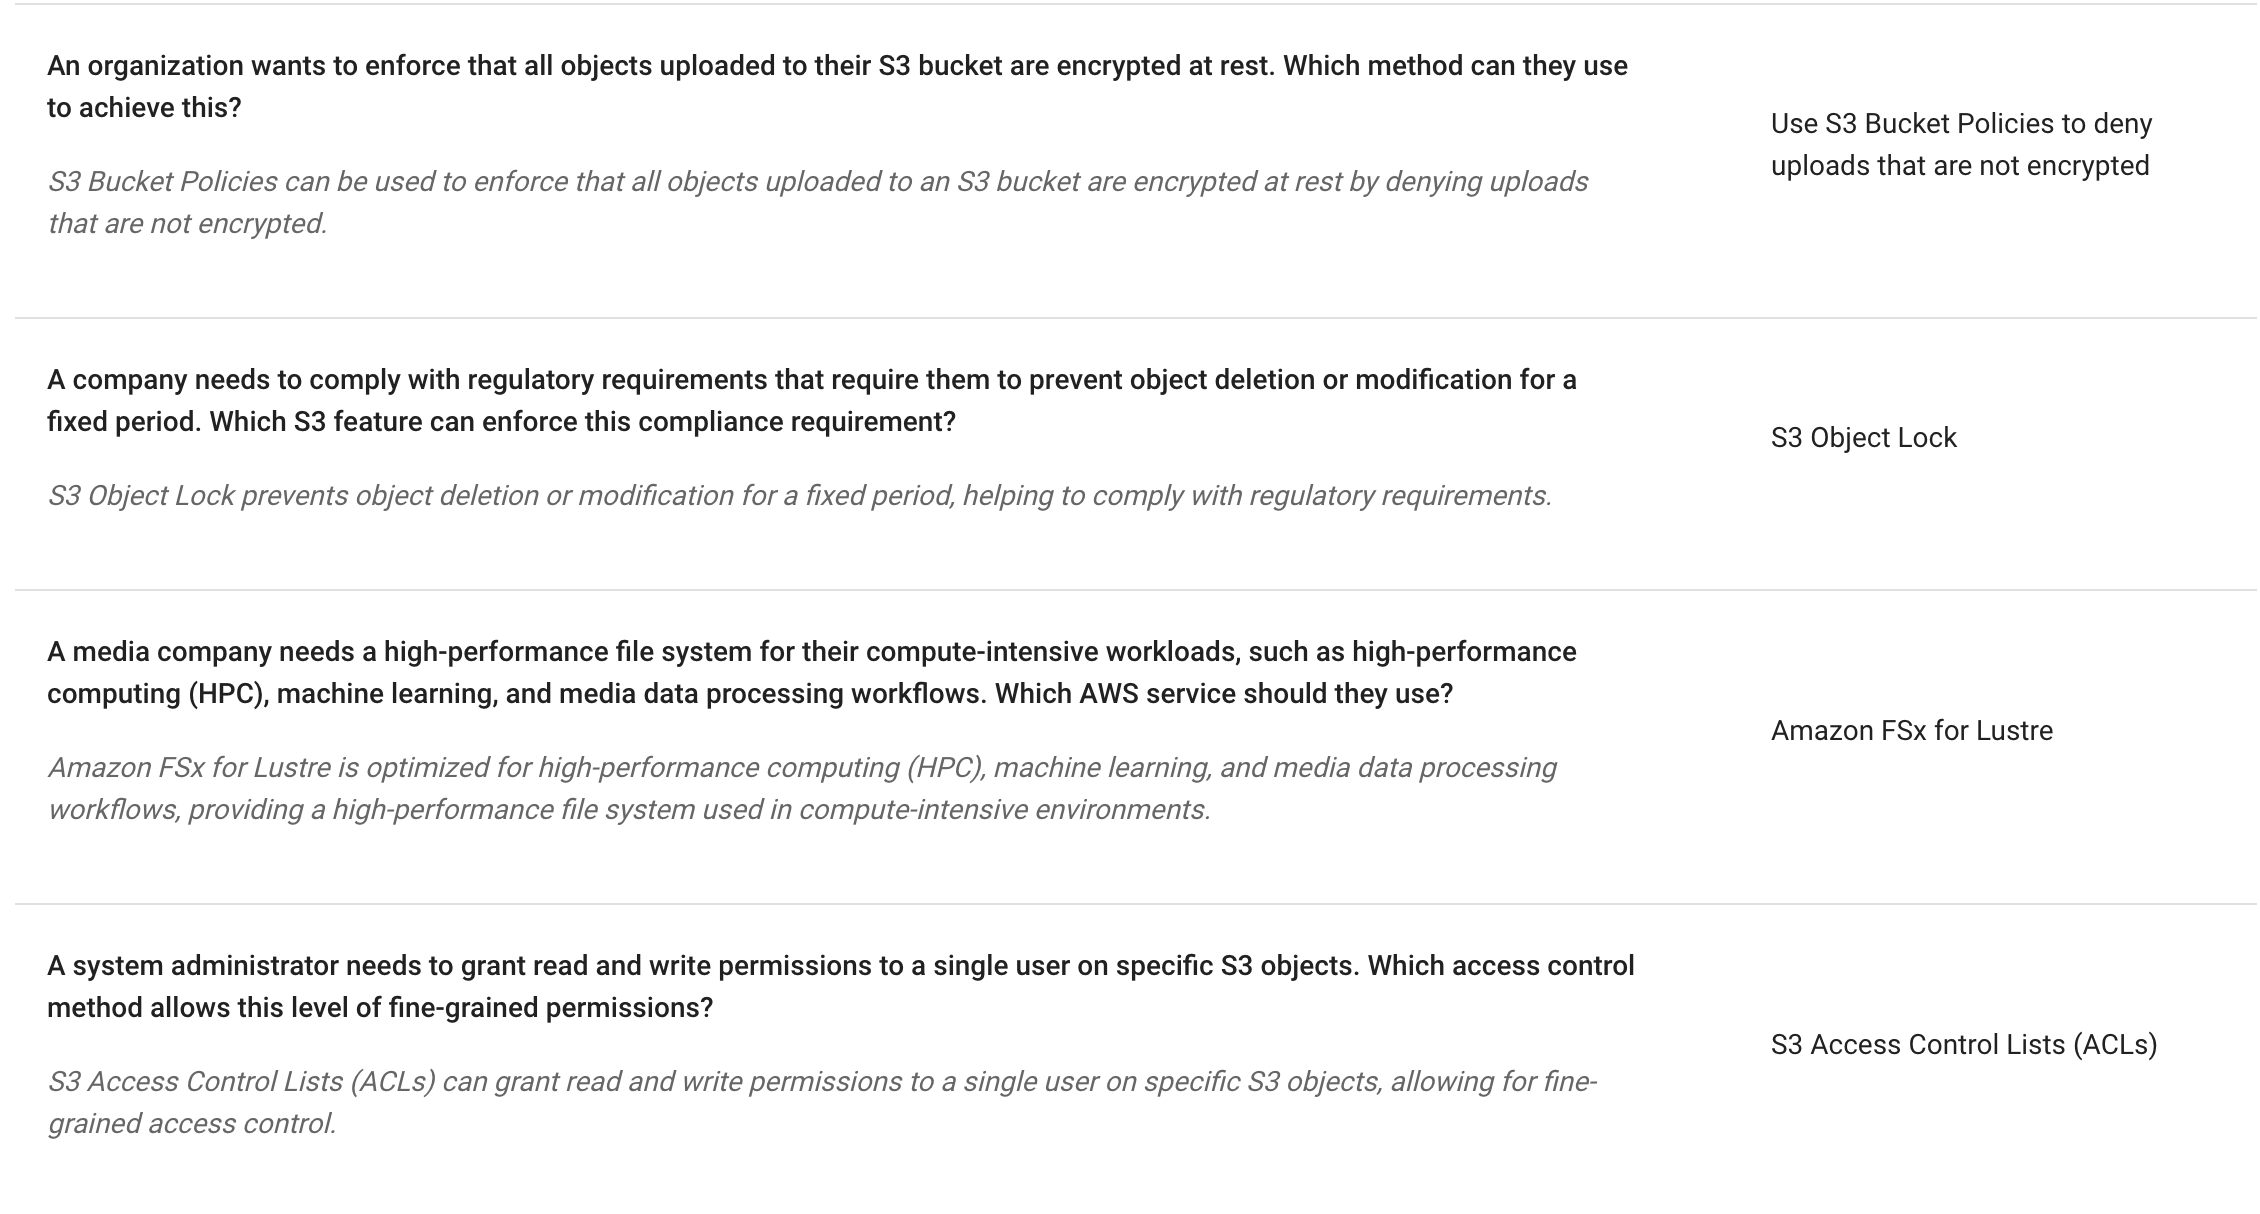 An organization wants to enforce that all objects uploaded to their S3 bucket are encrypted at rest. Which method can they use
to achieve this?
S3 Bucket Policies can be used to enforce that all objects uploaded to an S3 bucket are encrypted at rest by denying uploads
that are not encrypted.
Use S3 Bucket Policies to deny
uploads that are not encrypted
A company needs to comply with regulatory requirements that require them to prevent object deletion or modification for a
fixed period. Which S3 feature can enforce this compliance requirement?
S3 Object Lock prevents object deletion or modification for a fixed period, helping to comply with regulatory requirements.
S3 Object Lock
A media company needs a high-performance file system for their compute-intensive workloads, such as high-performance
computing (HPC), machine learning, and media data processing workflows. Which AWS service should they use?
Amazon FSx for Lustre is optimized for high-performance computing (HPC), machine learning, and media data processing
workflows, providing a high-performance file system used in compute-intensive environments.
Amazon FSx for Lustre
A system administrator needs to grant read and write permissions to a single user on specific S3 objects. Which access control
method allows this level of fine-grained permissions?
S3 Access Control Lists (ACLs) can grant read and write permissions to a single user on specific S3 objects, allowing for fine-
grained access control.
S3 Access Control Lists (ACLs)